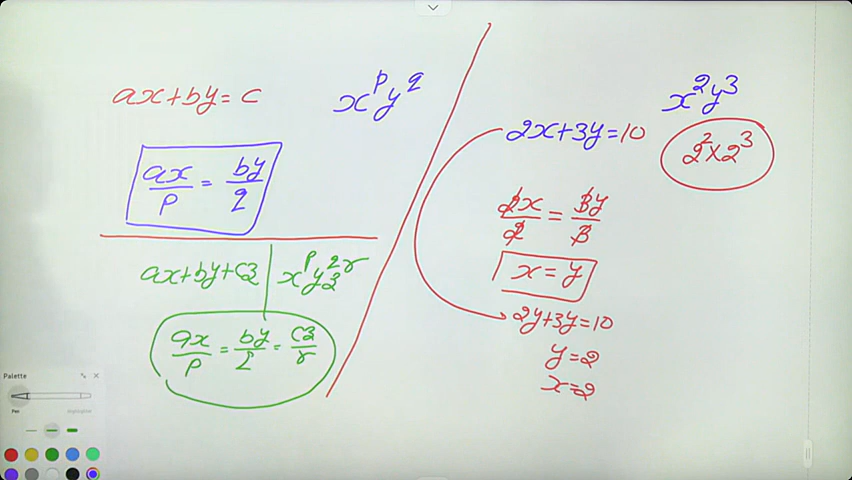 ax+by=c
x^p y^q
ax/p = by/q
ax+by+cz
x^p y^q z^r
ax/p = by/q = cz/r
x^2y^3
2x+3y=10
2^2×2^3
2x/2 = 3y/3
x=y
2y+3y=10
y=2
x=2
Palette
Pen
Highlighter